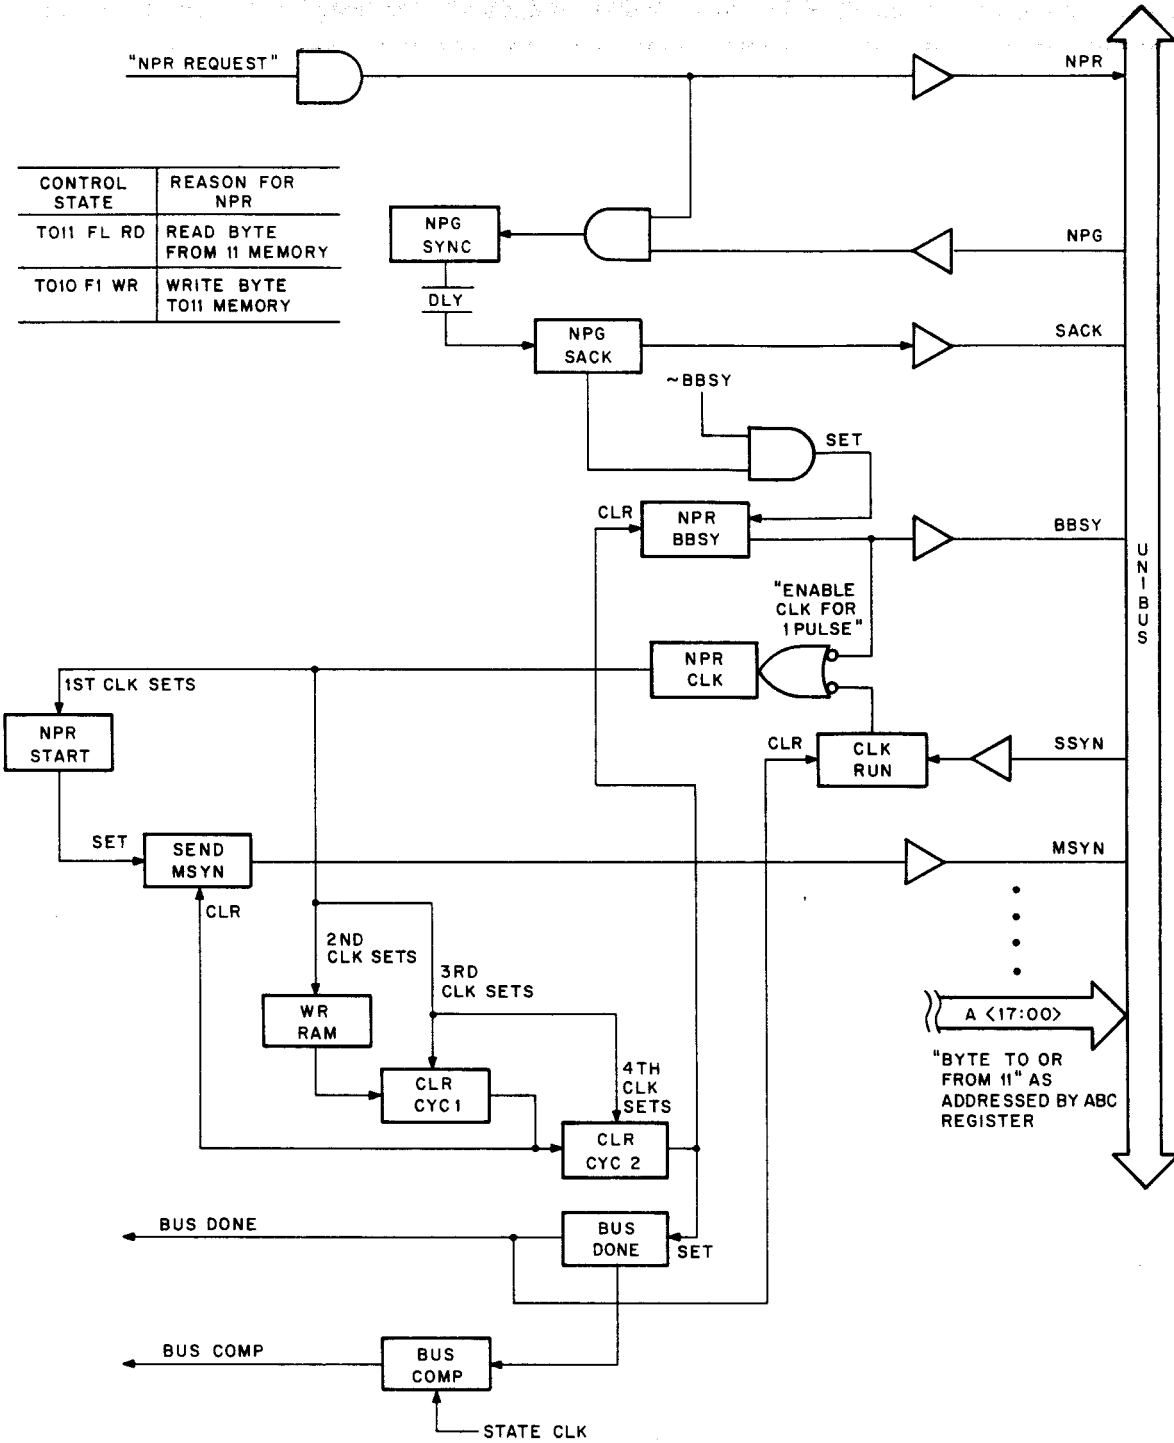 "NPR REQUEST"
NPR
CONTROL STATE
REASON FOR NPR
TO11 FL RD
READ BYTE FROM 11 MEMORY
TO10 F1 WR
WRITE BYTE TO11 MEMORY
NPG
SYNC
NPG
DLY
NPG
SACK
SACK
~BBSY
SET
CLR
NPR
BBSY
BBSY
UNIBUS
"ENABLE
CLK FOR
1 PULSE"
NPR
CLK
1ST CLK SETS
NPR
START
CLR
CLK
RUN
SSYN
SET
SEND
MSYN
MSYN
CLR
2ND
CLK SETS
3RD
CLK SETS
WR
RAM
A <17:00>
CLR
CYC 1
4TH
CLK
SETS
"BYTE TO OR
FROM 11" AS
ADDRESSED BY ABC
REGISTER
CLR
CYC 2
BUS DONE
BUS
DONE
SET
BUS COMP
BUS
COMP
STATE CLK